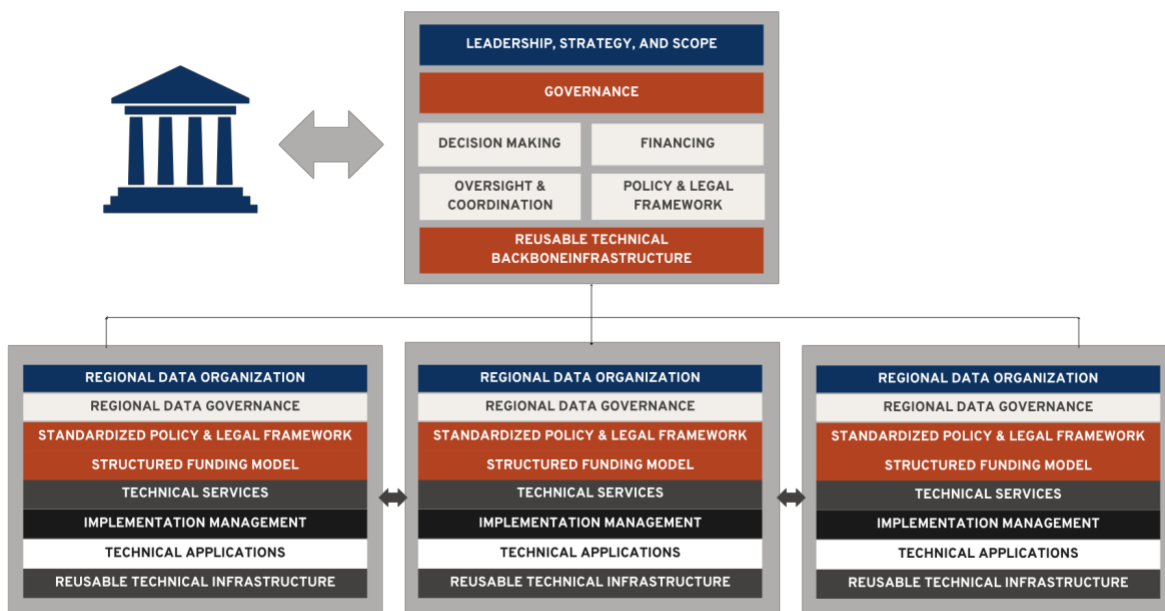 LEADERSHIP, STRATEGY, AND SCOPE
GOVERNANCE
DECISION MAKING
FINANCING
OVERSIGHT &
COORDINATION
POLICY & LEGAL
FRAMEWORK
REUSABLE TECHNICAL
BACKBONEINFRASTRUCTURE
REGIONAL DATA ORGANIZATION
REGIONAL DATA GOVERNANCE
STANDARDIZED POLICY & LEGAL FRAMEWORK
STRUCTURED FUNDING MODEL
TECHNICAL SERVICES
IMPLEMENTATION MANAGEMENT
TECHNICAL APPLICATIONS
REUSABLE TECHNICAL INFRASTRUCTURE
REGIONAL DATA ORGANIZATION
REGIONAL DATA GOVERNANCE
STANDARDIZED POLICY & LEGAL FRAMEWORK
STRUCTURED FUNDING MODEL
TECHNICAL SERVICES
IMPLEMENTATION MANAGEMENT
TECHNICAL APPLICATIONS
REUSABLE TECHNICAL INFRASTRUCTURE
REGIONAL DATA ORGANIZATION
REGIONAL DATA GOVERNANCE
STANDARDIZED POLICY & LEGAL FRAMEWORK
STRUCTURED FUNDING MODEL
TECHNICAL SERVICES
IMPLEMENTATION MANAGEMENT
TECHNICAL APPLICATIONS
REUSABLE TECHNICAL INFRASTRUCTURE